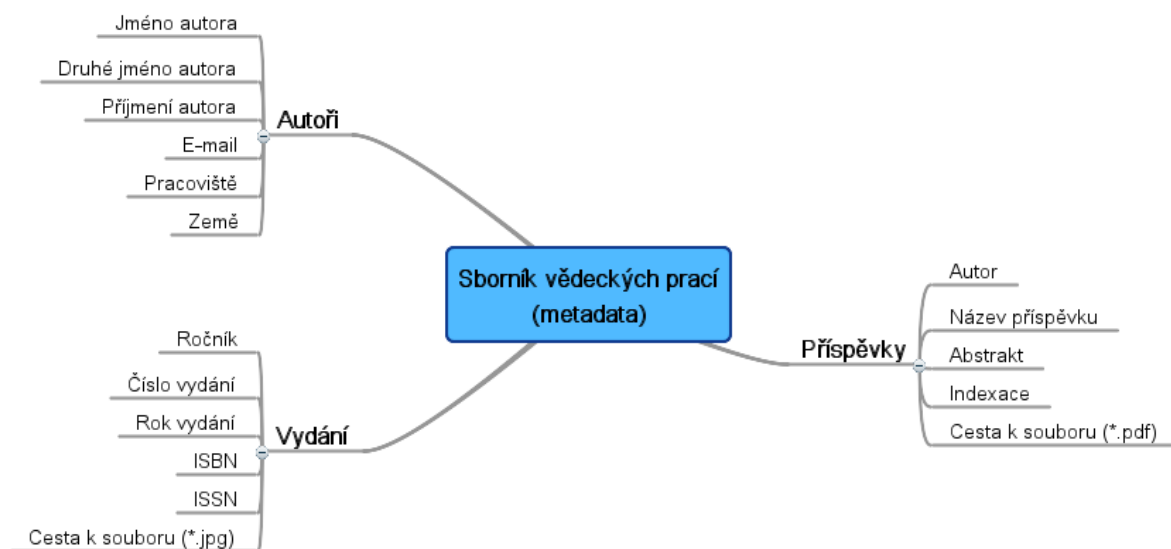 Jméno autora
Druhé jméno autora
Příjmení autora
E-mail
Pracoviště
Země
Autoři
Sborník vědeckých prací
(metadata)
Ročník
Číslo vydání
Rok vydání
ISBN
ISSN
Cesta k souboru (*.jpg)
Vydání
Příspěvky
Autor
Název příspěvku
Abstrakt
Indexace
Cesta k souboru (*.pdf)